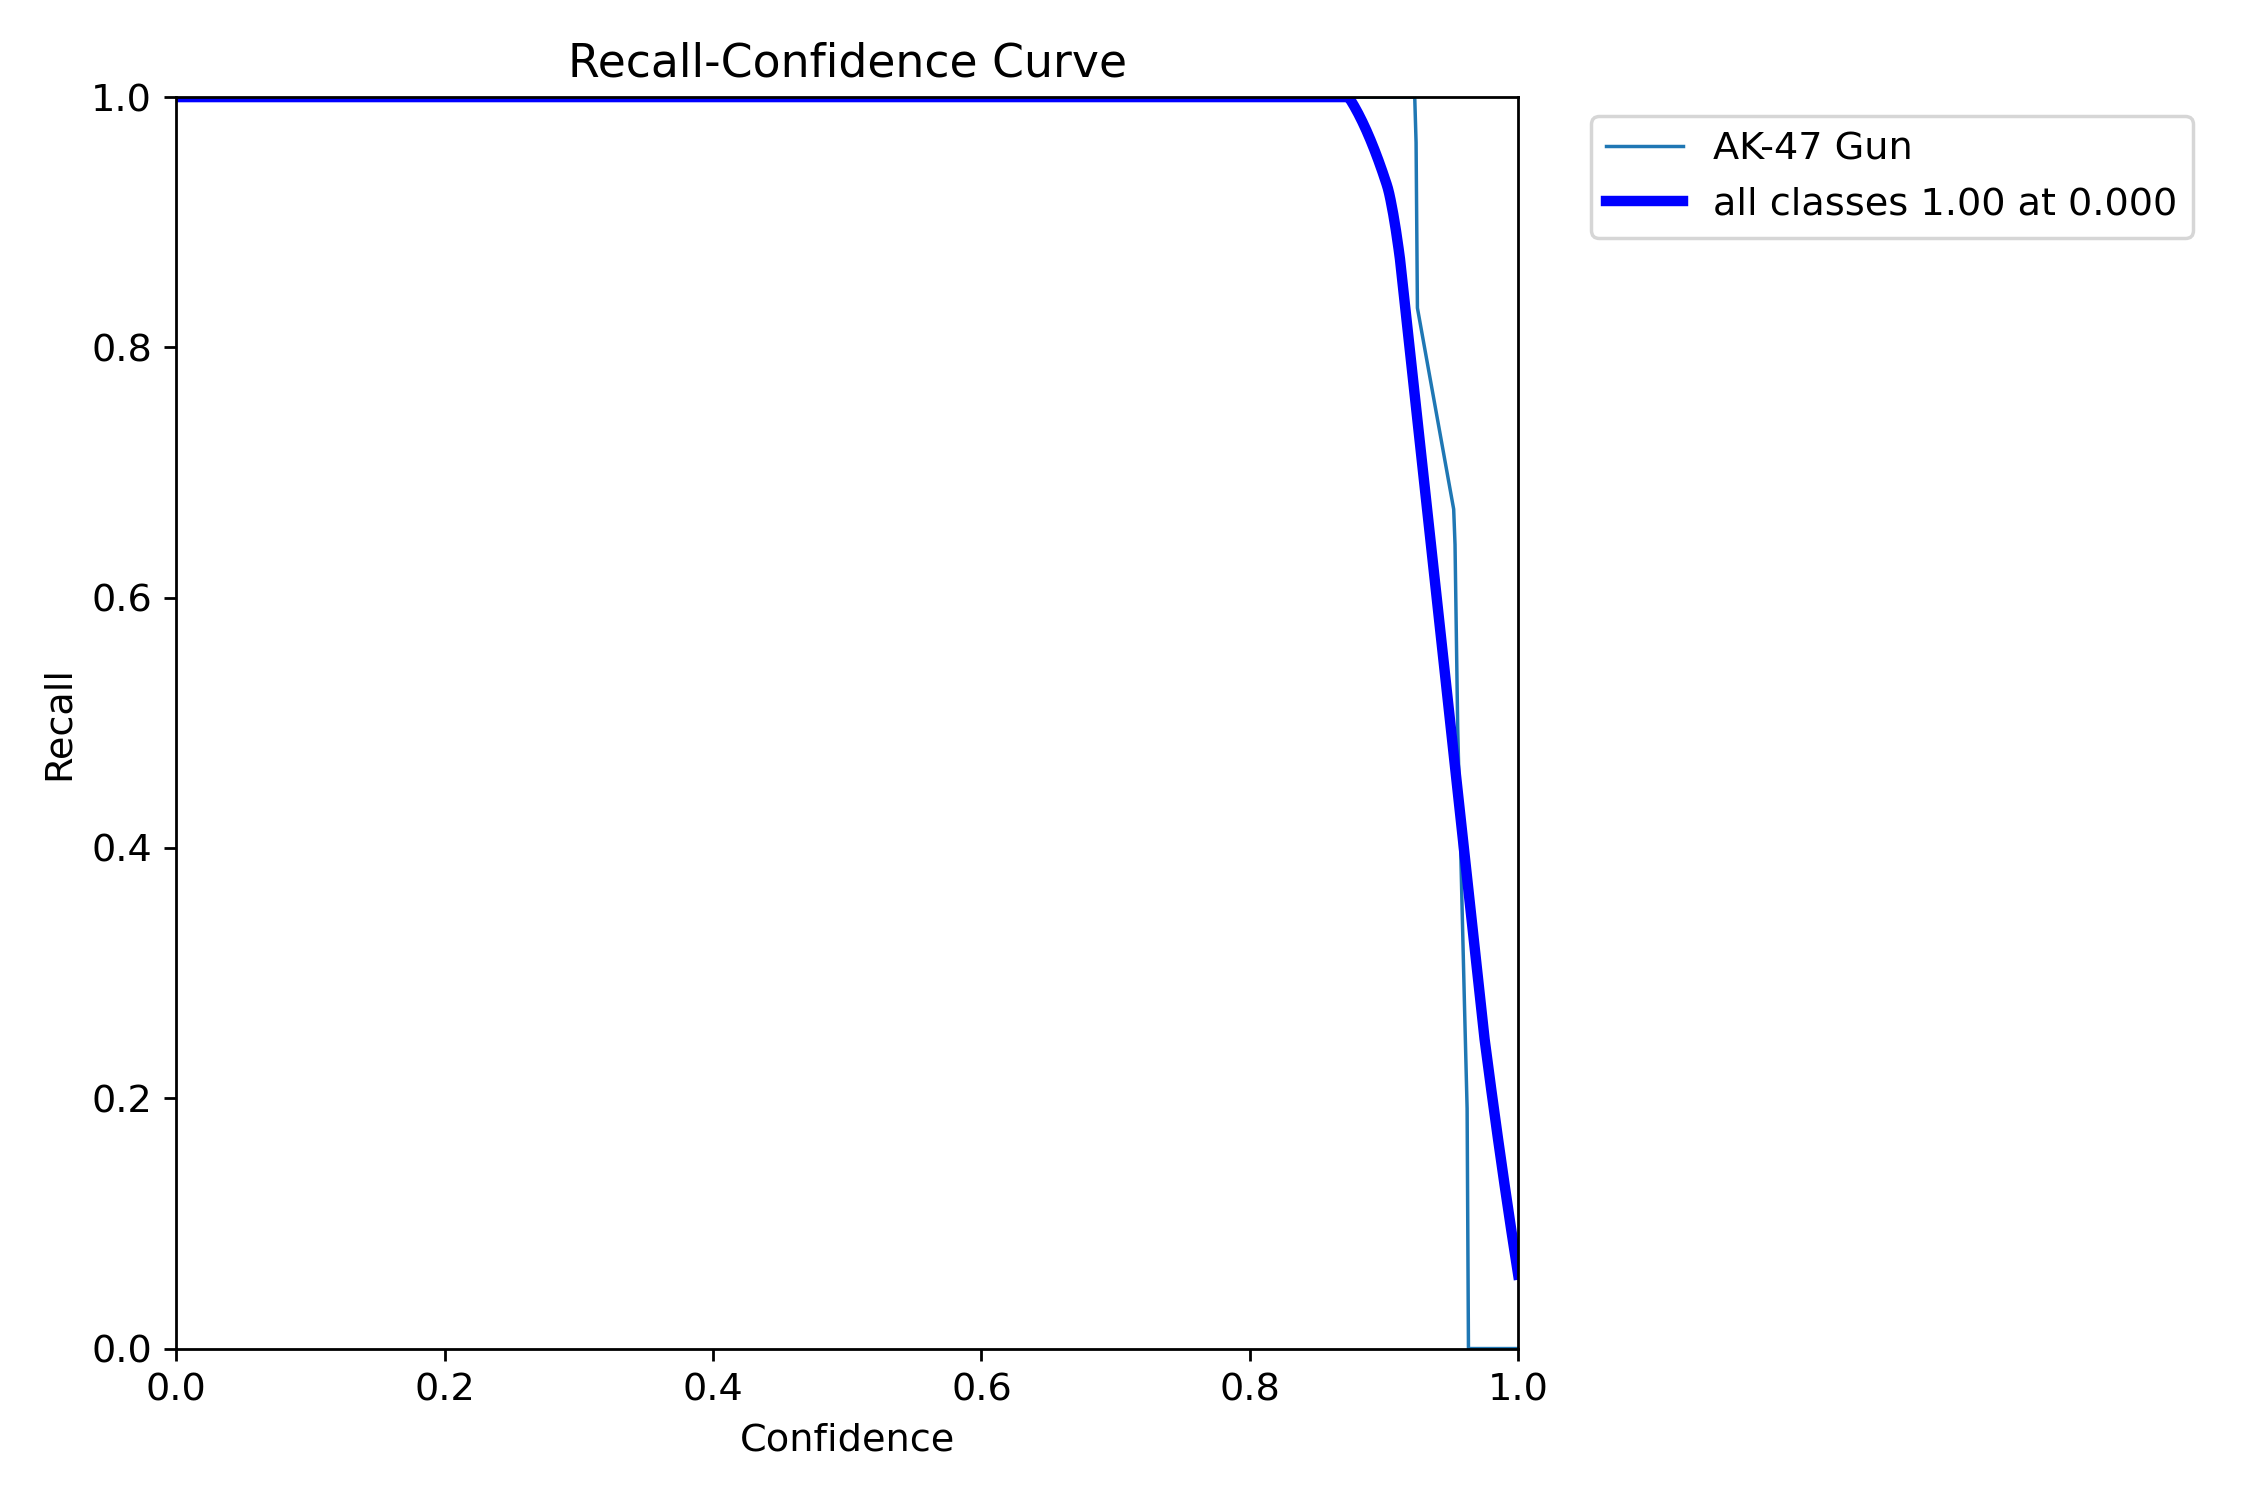 Recall-Confidence Curve
1.0
0.8
0.6
0.4
0.2
0.0
Recall
0.0 0.2 0.4 0.6 0.8 1.0
Confidence
AK-47 Gun
all classes 1.00 at 0.000